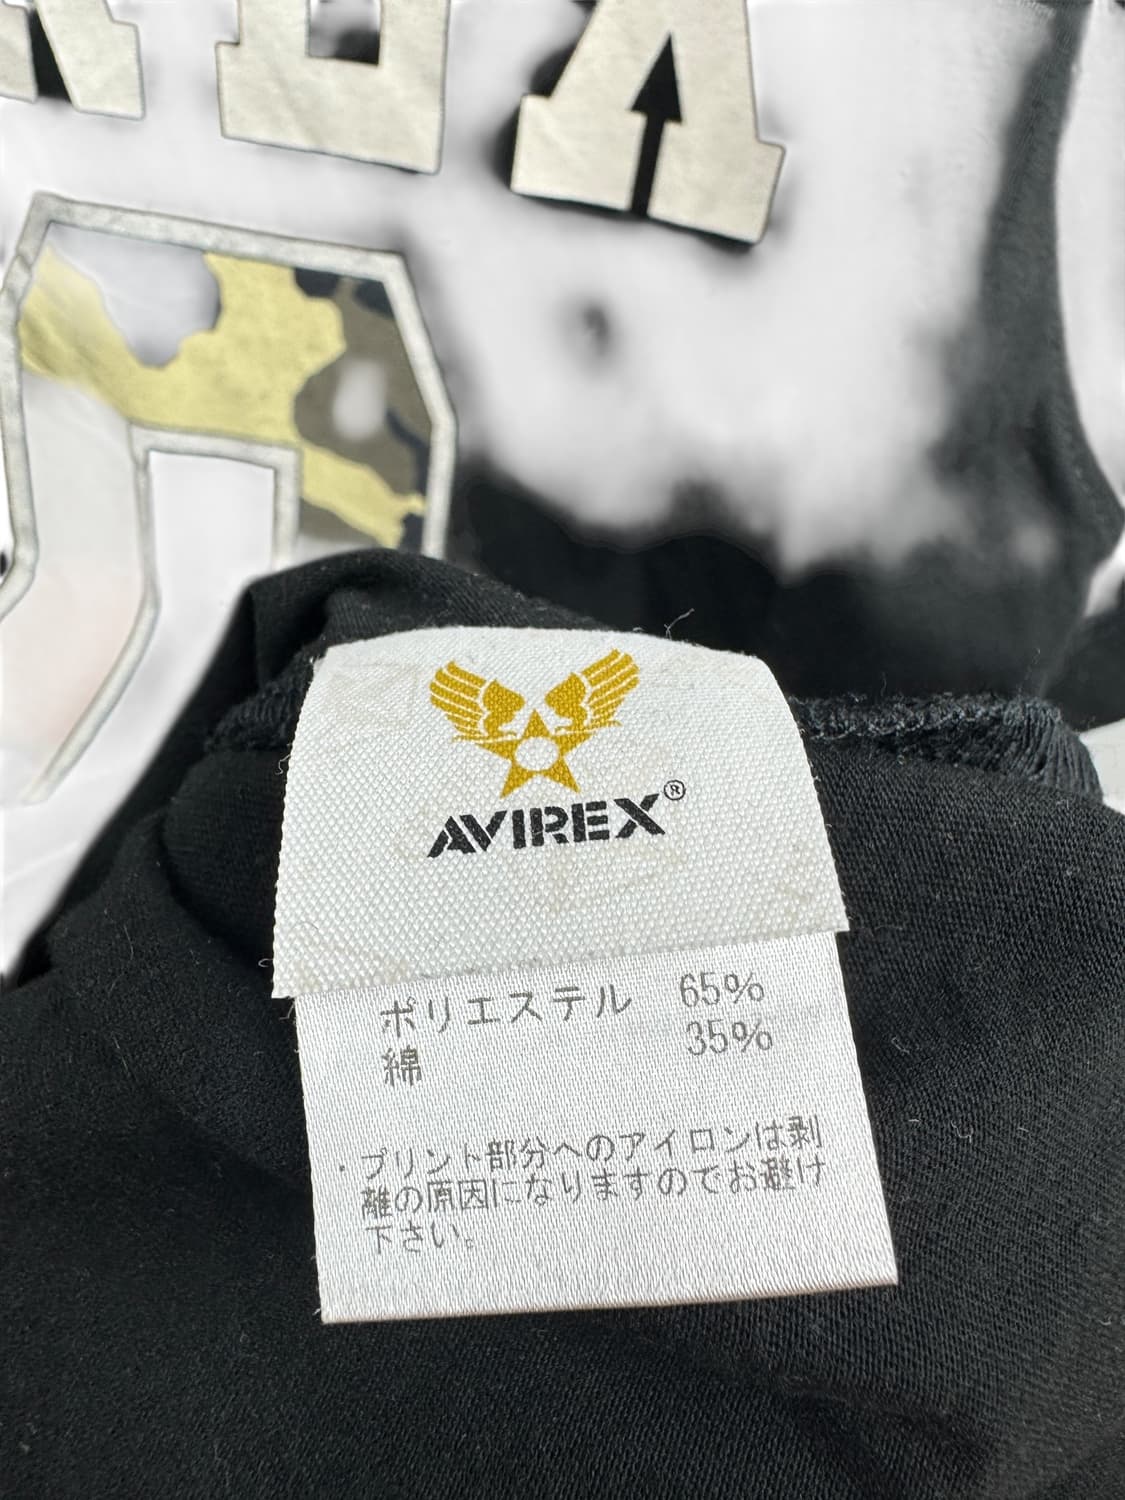 AVIREX®
ポリエステル 65%
綿 35%
・プリント部分へのアイロンは剥
離の原因になりますのでお避け
下さい。